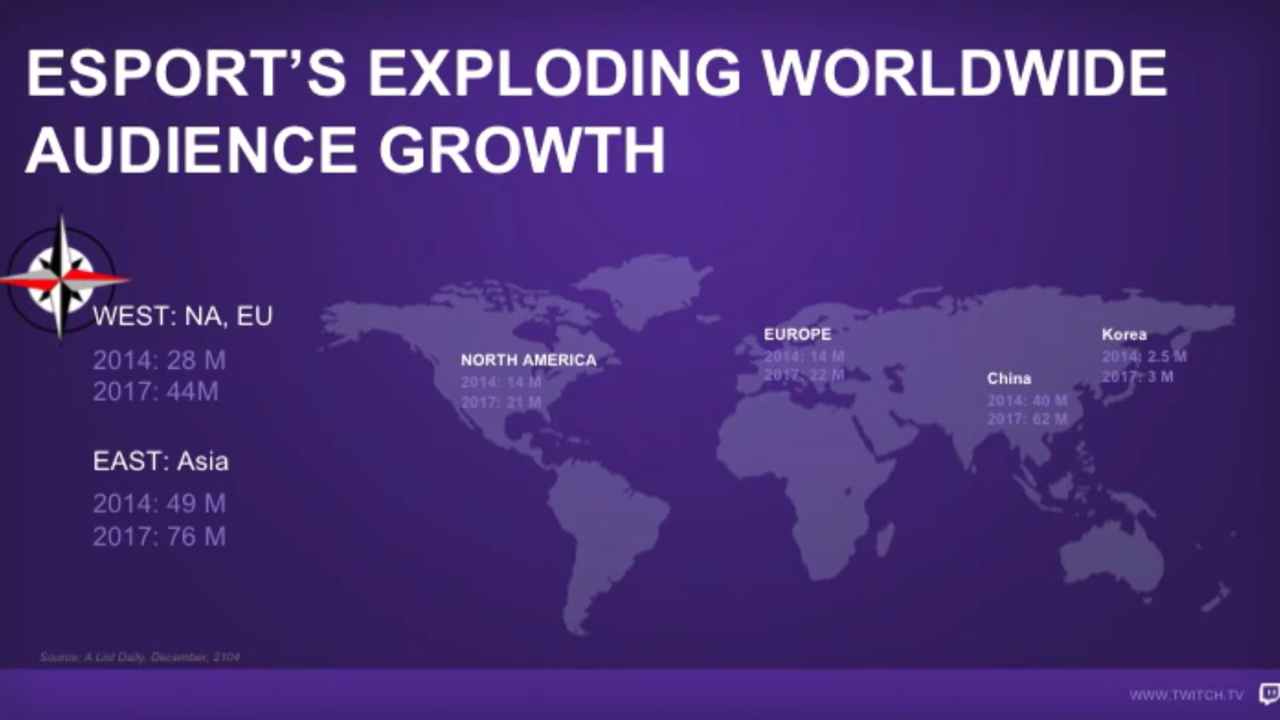 ESPORT’S EXPLODING WORLDWIDE
AUDIENCE GROWTH
WEST: NA, EU
2014: 28 M
2017: 44M
EAST: Asia
2014: 49 M
2017: 76 M
NORTH AMERICA
2014: 14 M
2017: 21 M
EUROPE
2014: 14 M
2017: 22 M
China
2014: 40 M
2017: 62 M
Korea
2014: 2.5 M
2017: 3 M
Source: A List Daily, December, 2104
WWW.TWITCH.TV